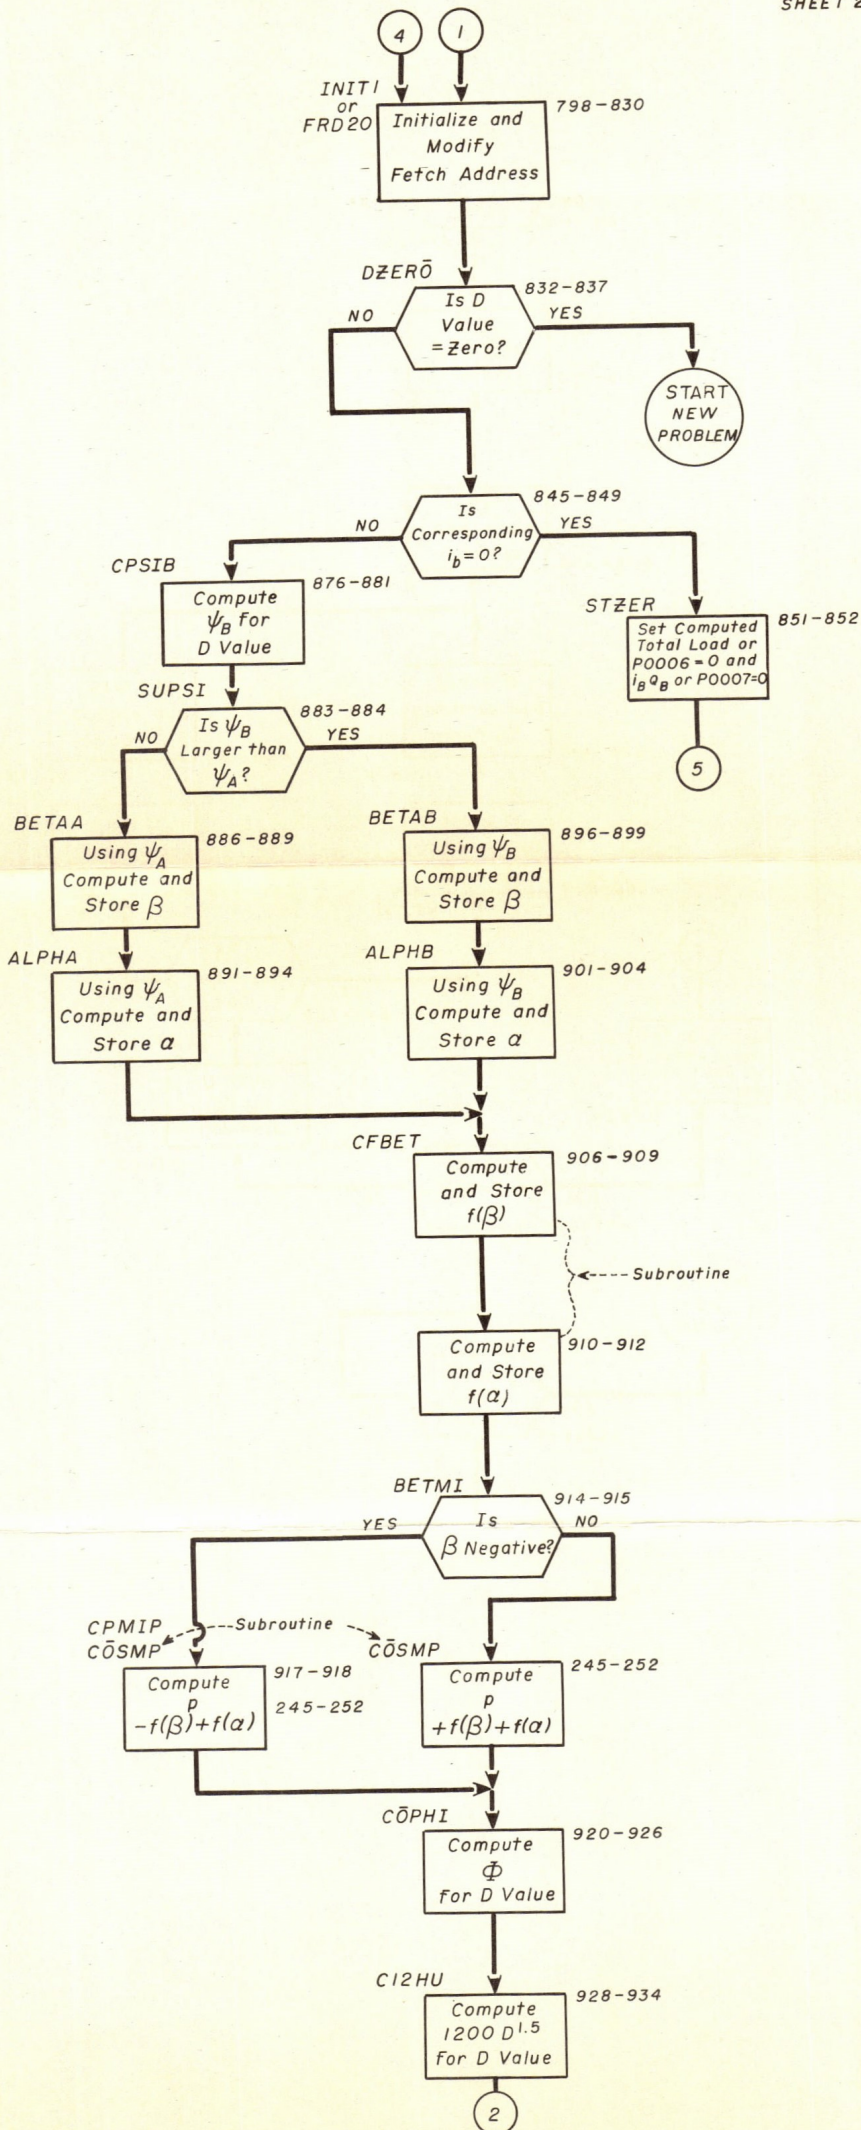 SHEET 2
4
1
INIT1
or
FRD20
798-830
Initialize and
Modify
Fetch Address
DZERŌ
832-837
Is D
Value
=Zero?
NO
YES
START
NEW
PROBLEM
845-849
Is
Corresponding
i_b=0?
NO
YES
CPSIB
876-881
Compute
ψ_B for
D Value
STZER
851-852
Set Computed
Total Load or
P0006=0 and
i_B Q_B or P0007=0
5
SUPSI
883-884
Is ψ_B
Larger than
ψ_A?
NO
YES
BETAA
886-889
Using ψ_A
Compute and
Store β
BETAB
896-899
Using ψ_B
Compute and
Store β
ALPHA
891-894
Using ψ_A
Compute and
Store α
ALPHB
901-904
Using ψ_B
Compute and
Store α
CFBET
906-909
Compute
and Store
f(β)
Subroutine
910-912
Compute
and Store
f(α)
BETMI
914-915
Is
β Negative?
YES
NO
CPMIP
CŌSMP
Subroutine
CŌSMP
917-918
245-252
Compute
p
-f(β)+f(α)
245-252
Compute
p
+f(β)+f(α)
CŌPHI
920-926
Compute
Φ
for D Value
C12HU
928-934
Compute
1200 D^1.5
for D Value
2